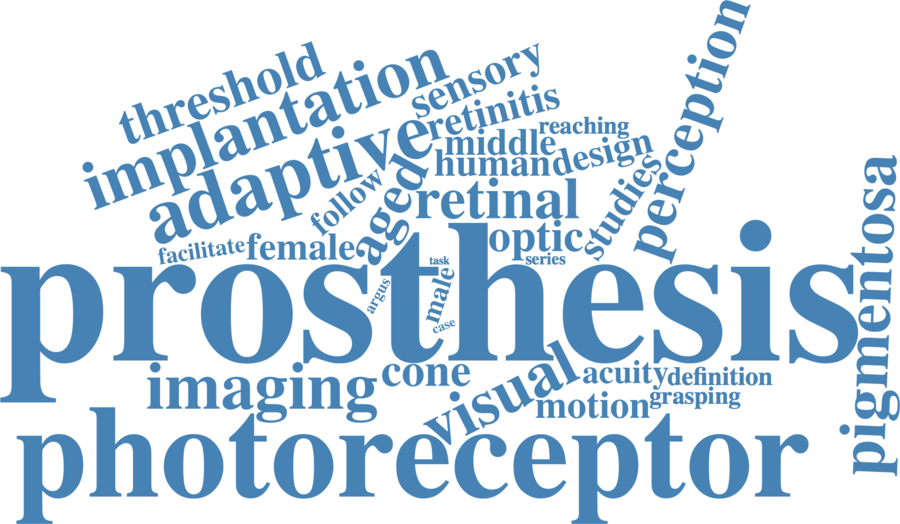 threshold
implantation
adaptive
sensory
retinitis
reaching
middle
human
design
perception
follow
aged
retinal
studies
facilitate
female
optic
series
task
argus
male
case
prosthesis
pigmentosa
imaging
cone
visual
acuity
definition
motion
grasping
photoreceptor